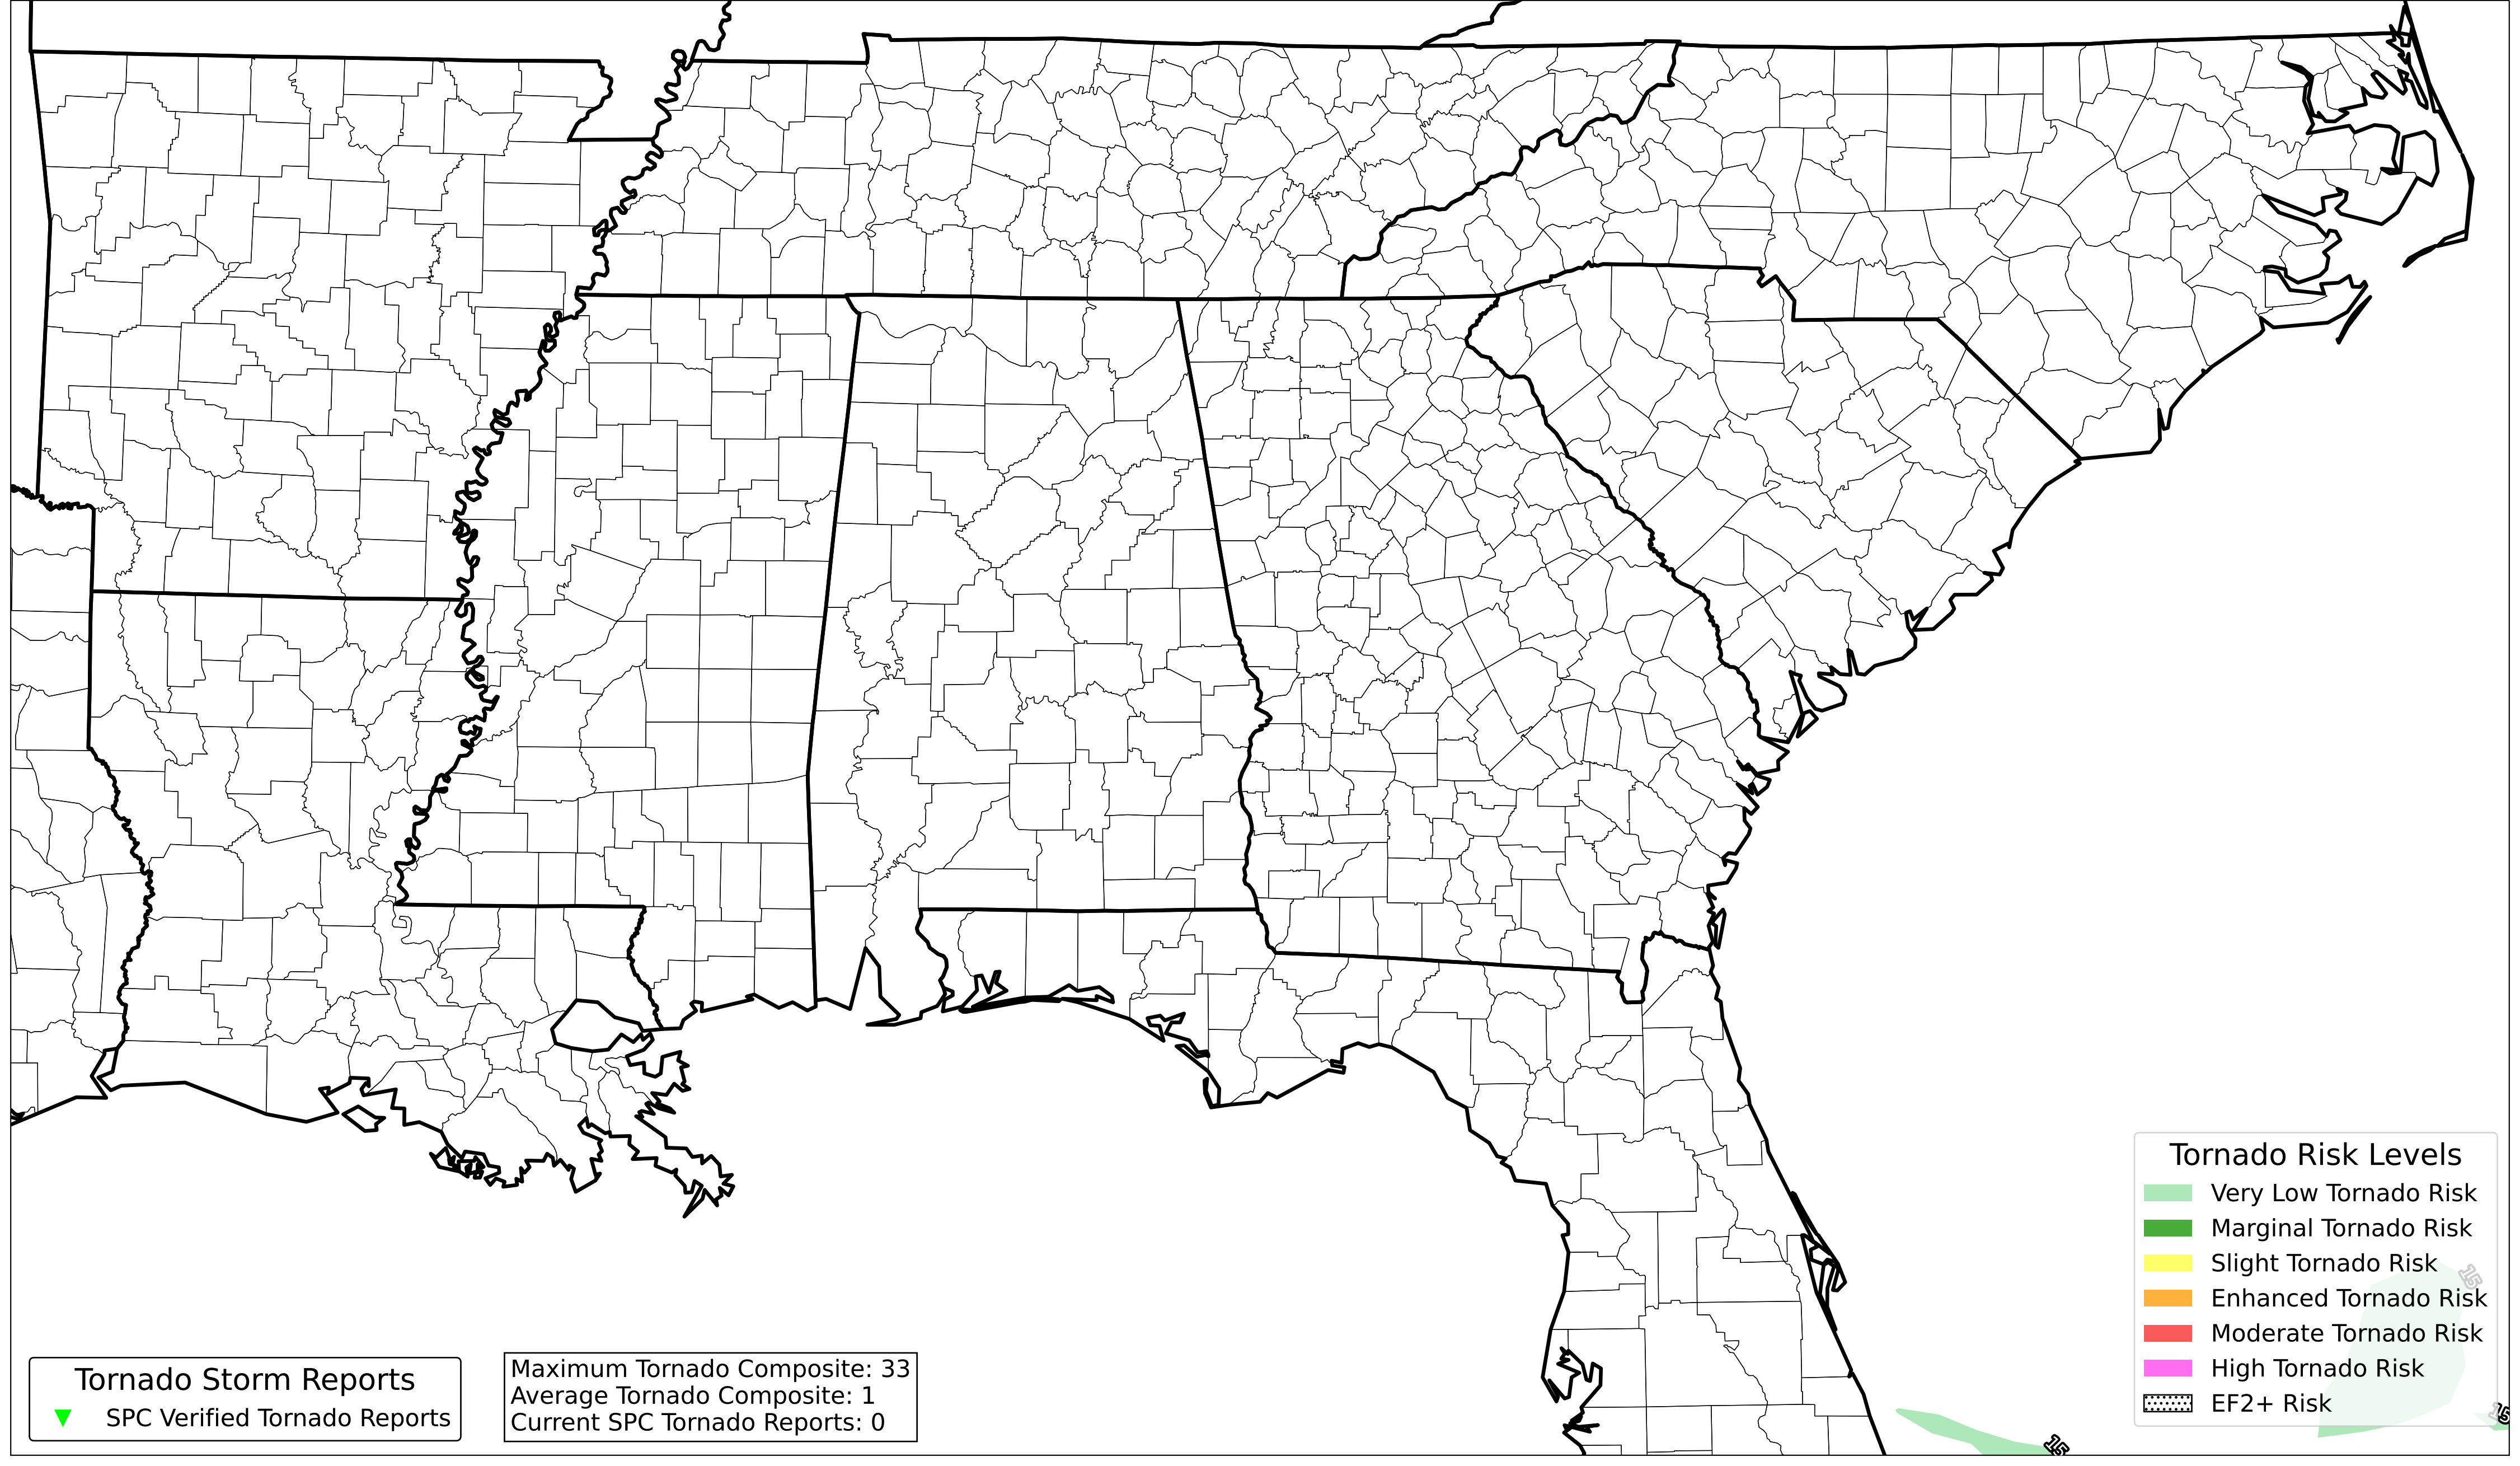 Tornado Risk Levels
Very Low Tornado Risk
Marginal Tornado Risk
Slight Tornado Risk
Enhanced Tornado Risk
Moderate Tornado Risk
High Tornado Risk
EF2+ Risk
15
15
15
Tornado Storm Reports
SPC Verified Tornado Reports
Maximum Tornado Composite: 33
Average Tornado Composite: 1
Current SPC Tornado Reports: 0